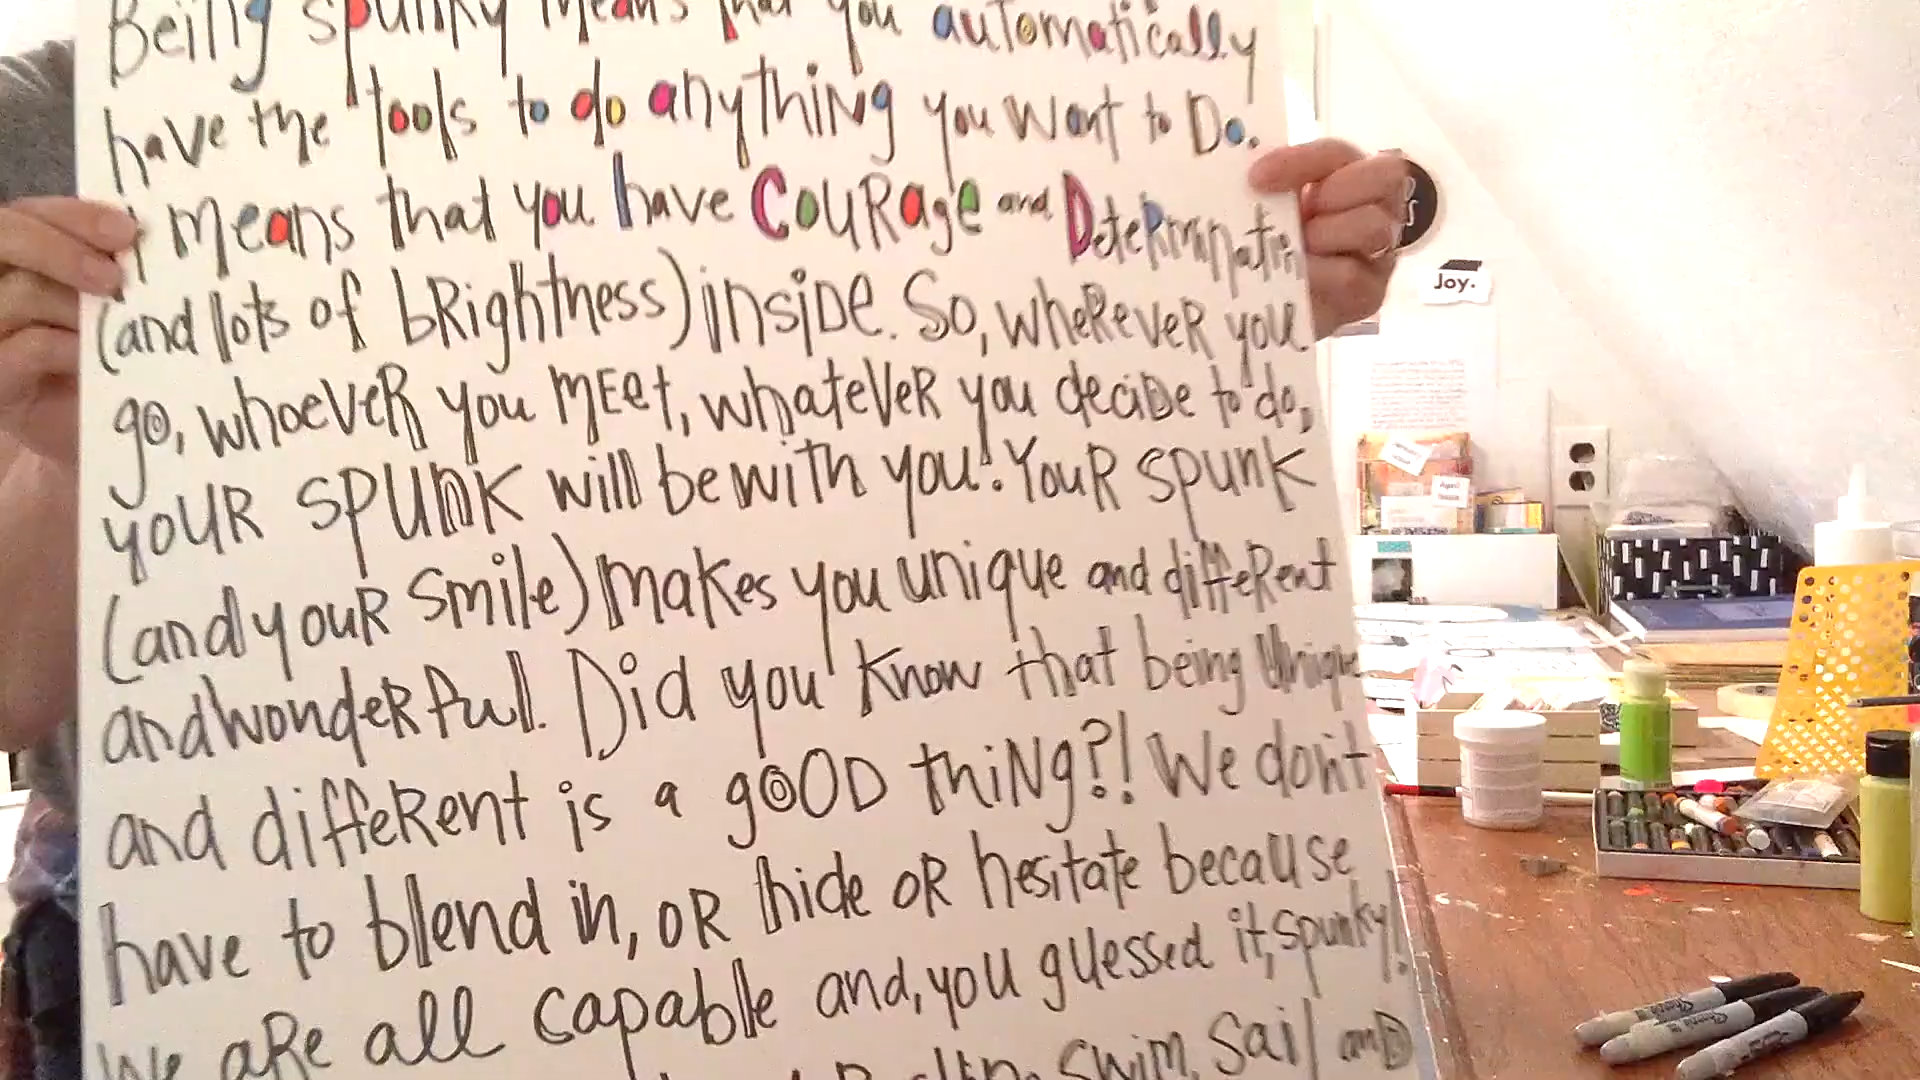 Being spunky means that you automatically
have the tools to do anything you want to Do.
means that you have Courage and Determination
(and lots of brightness) inside. So, wherever you
go, whoever you meet, whatever you decide to do,
your spunk will be with you! Your spunk
(and your smile) makes you unique and different
and wonderful. Did you know that being unique
and different is a good thing?! We don't
have to blend in, or hide or hesitate because
We are all capable and, you guessed it, spunky!
swim, sail and
Joy.